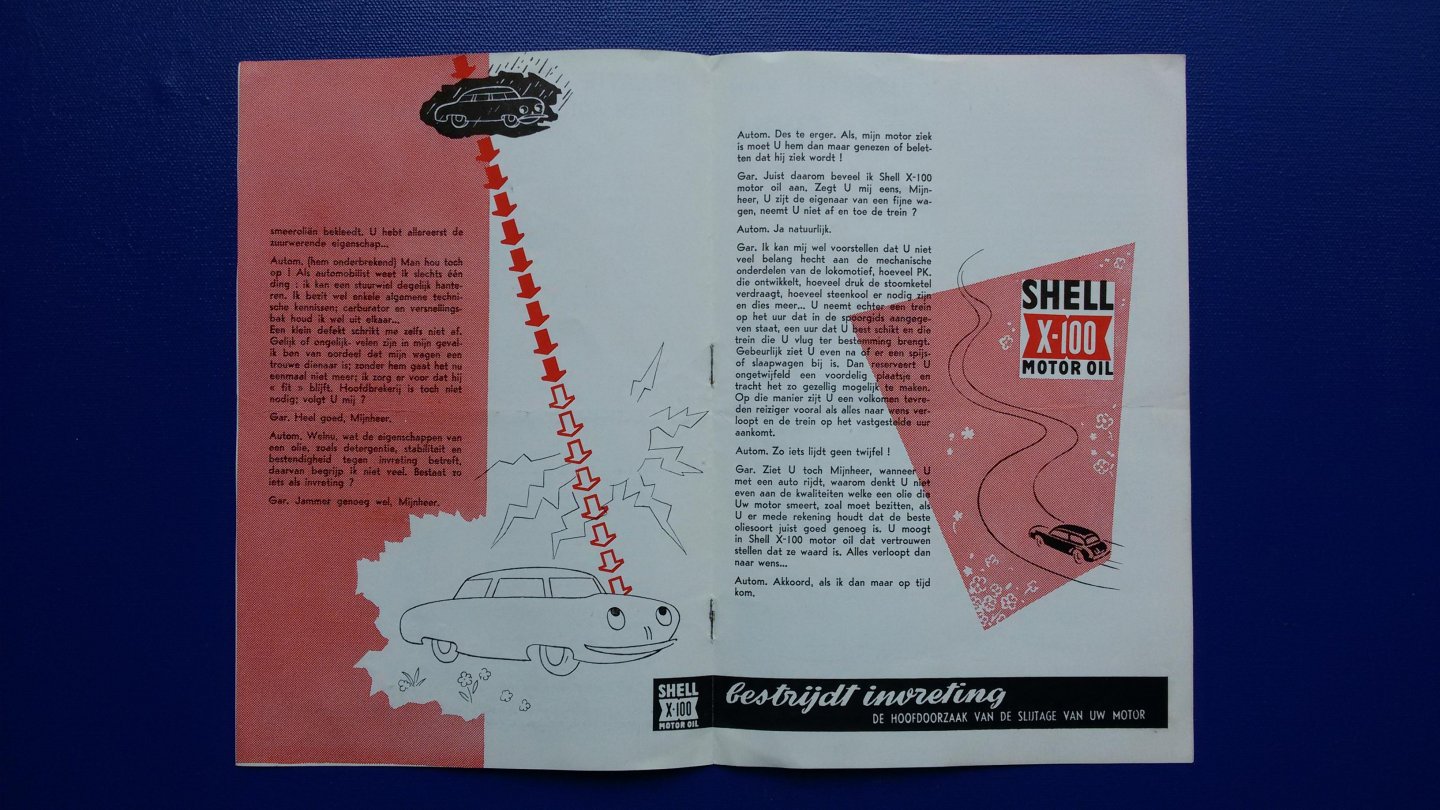 smeeroliën bekleedt. U hebt allereerst de
zuurwerende eigenschap...
Autom. (hem onderbrekend) Man hou toch
op ! Als automobilist weet ik slechts één
ding : ik kan een stuurwiel degelijk hante-
ren. Ik bezit wel enkele algemene techni-
sche kennissen; carburator en versnellings-
bak houd ik wel uit elkaar...
Een klein defekt schrikt me zelfs niet af.
Gelijk of ongelijk- velen zijn in mijn geval-
ik ben van oordeel dat mijn wagen een
trouwe dienaar is; zonder hem gaat het nu
eenmaal niet meer; ik zorg er voor dat hij
« fit » blijft. Hoofdbrekerij is toch niet
nodig; volgt U mij ?
Gar. Heel goed, Mijnheer.
Autom. Welnu, wat de eigenschappen van
een olie, zoals detergentie, stabiliteit en
bestendigheid tegen invreting betreft,
daarvan begrijp ik niet veel. Bestaat zo
iets als invreting ?
Gar. Jammer genoeg wel, Mijnheer.
Autom. Des te erger. Als, mijn motor ziek
is moet U hem dan maar genezen of belet-
ten dat hij ziek wordt !
Gar. Juist daarom beveel ik Shell X-100
motor oil aan. Zegt U mij eens, Mijn-
heer, U zijt de eigenaar van een fijne wa-
gen, neemt U niet af en toe de trein ?
Autom. Ja natuurlijk.
Gar. Ik kan mij wel voorstellen dat U niet
veel belang hecht aan de mechanische
onderdelen van de lokomotief, hoeveel PK.
die ontwikkelt, hoeveel druk de stoomketel
verdraagt, hoeveel steenkool er nodig zijn
en dies meer... U neemt echter een trein
op het uur dat in de spoorgids aangege-
ven staat, een uur dat U best schikt en die
trein die U vlug ter bestemming brengt.
Gebeurlijk ziet U even na of er een spijs-
of slaapwagen bij is. Dan reserveert U
ongetwijfeld een voordelig plaatsje en
tracht het zo gezellig mogelijk te maken.
Op die manier zijt U een volkomen tevre-
den reiziger vooral als alles naar wens ver-
loopt en de trein op het vastgestelde uur
aankomt.
Autom. Zo iets lijdt geen twijfel !
Gar. Ziet U toch Mijnheer, wanneer U
met een auto rijdt, waarom denkt U niet
even aan de kwaliteiten welke een olie die
Uw motor smeert, zoal moet bezitten, als
U er mede rekening houdt dat de beste
oliesoort juist goed genoeg is. U moogt
in Shell X-100 motor oil dat vertrouwen
stellen dat ze waard is. Alles verloopt dan
naar wens...
Autom. Akkoord, als ik dan maar op tijd
kom.
SHELL
X-100
MOTOR OIL
SHELL
X-100
MOTOR OIL
bestrijdt invreting
DE HOOFDOORZAAK VAN DE SLIJTAGE VAN UW MOTOR